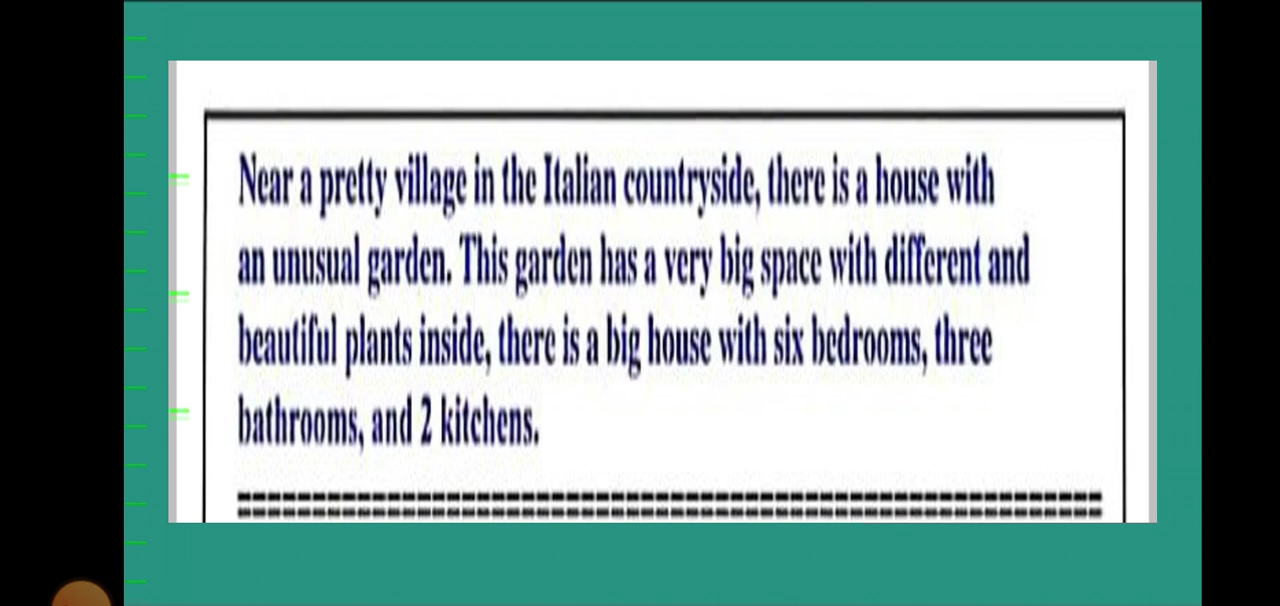 Near a pretty village in the Italian countryside, there is a house with
an unusual garden. This garden has a very big space with different and
beautiful plants inside, there is a big house with six bedrooms, three
bathrooms, and 2 kitchens.